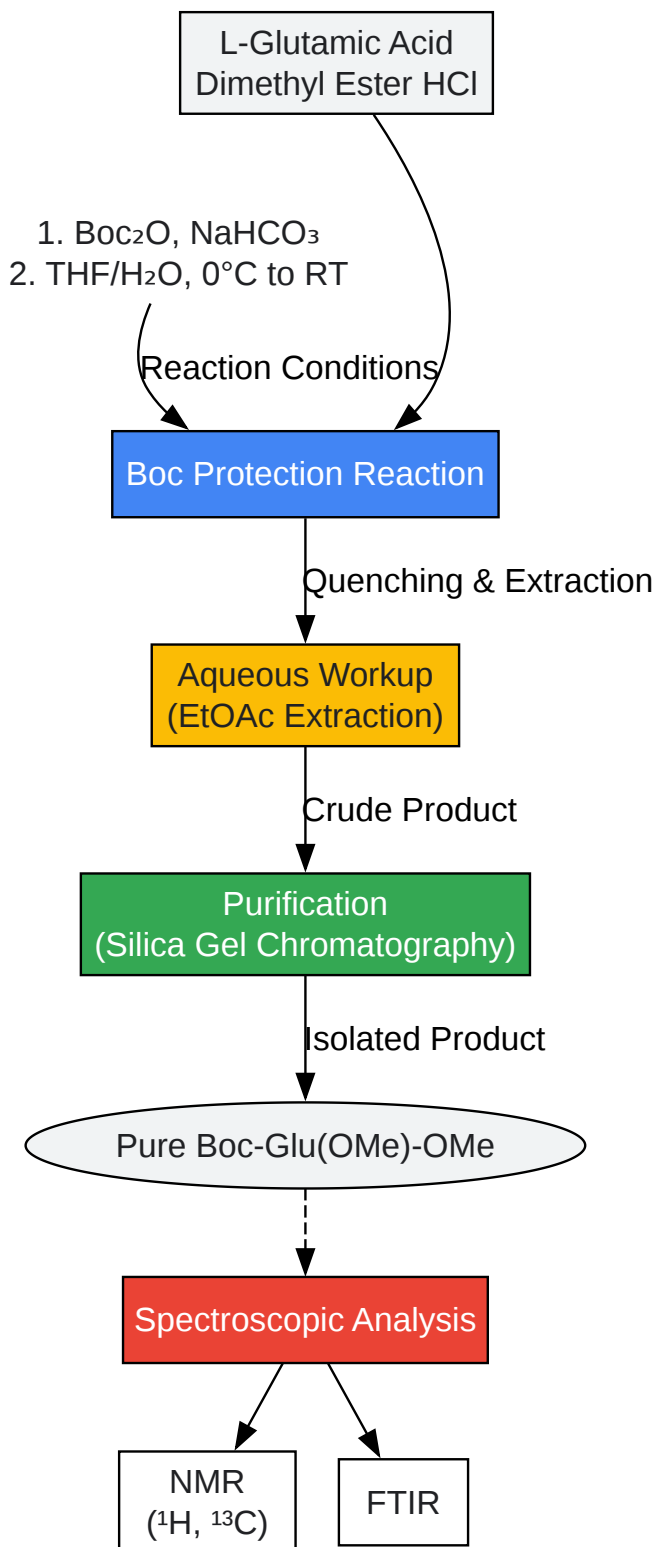 L-Glutamic Acid
Dimethyl Ester HCl
1. Boc₂O, NaHCO₃
2. THF/H₂O, 0°C to RT
Reaction Conditions
Boc Protection Reaction
Quenching & Extraction
Aqueous Workup
(EtOAc Extraction)
Crude Product
Purification
(Silica Gel Chromatography)
Isolated Product
Pure Boc-Glu(OMe)-OMe
Spectroscopic Analysis
NMR
(¹H, ¹³C)
FTIR